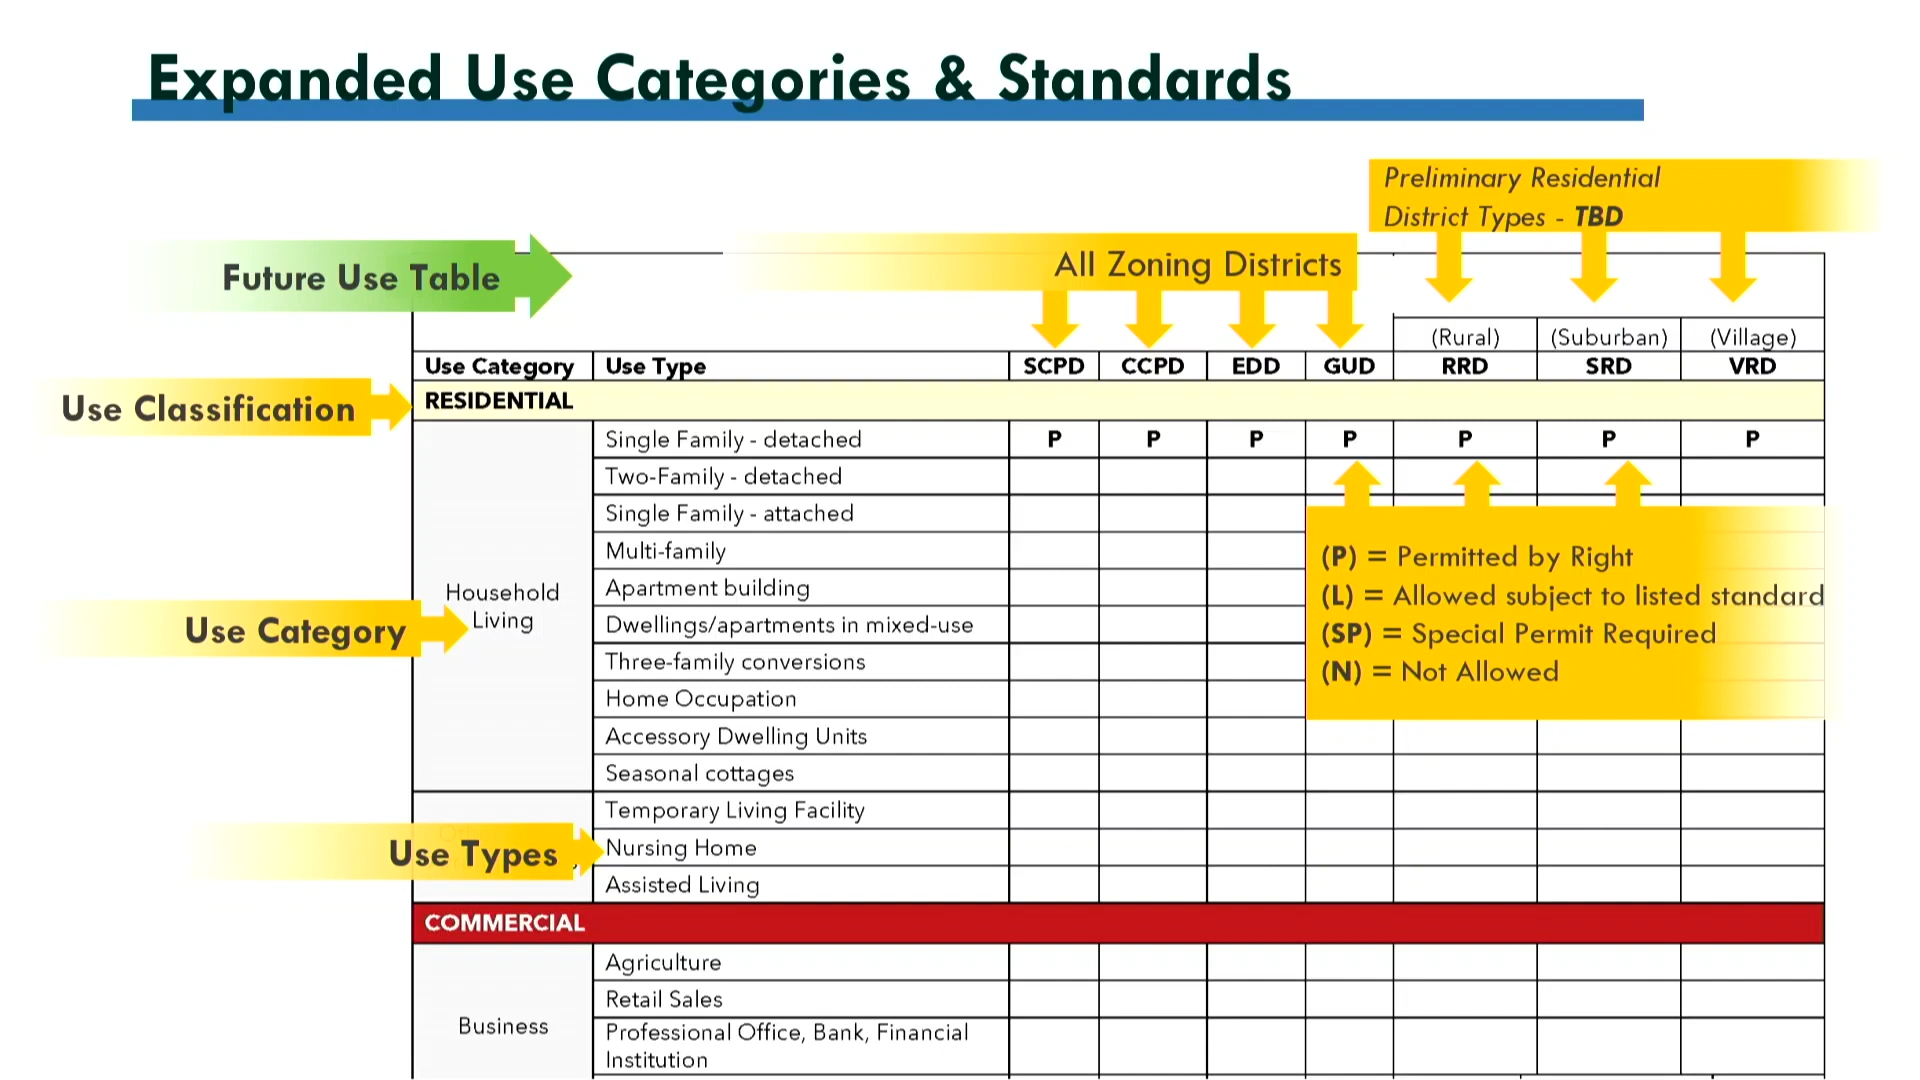 Expanded Use Categories & Standards
Preliminary Residential
District Types - TBD
Future Use Table
All Zoning Districts
(Rural) (Suburban) (Village)
Use Category Use Type SCPD CCPD EDD GUD RRD SRD VRD
Use Classification
RESIDENTIAL
Single Family - detached P P P P P P P
Two-Family - detached
Single Family - attached
Multi-family
Apartment building
Dwellings/apartments in mixed-use
Three-family conversions
Home Occupation
Accessory Dwelling Units
Seasonal cottages
Household
Living
Use Category
(P) = Permitted by Right
(L) = Allowed subject to listed standard
(SP) = Special Permit Required
(N) = Not Allowed
Temporary Living Facility
Use Types
Nursing Home
Assisted Living
COMMERCIAL
Business
Agriculture
Retail Sales
Professional Office, Bank, Financial
Institution